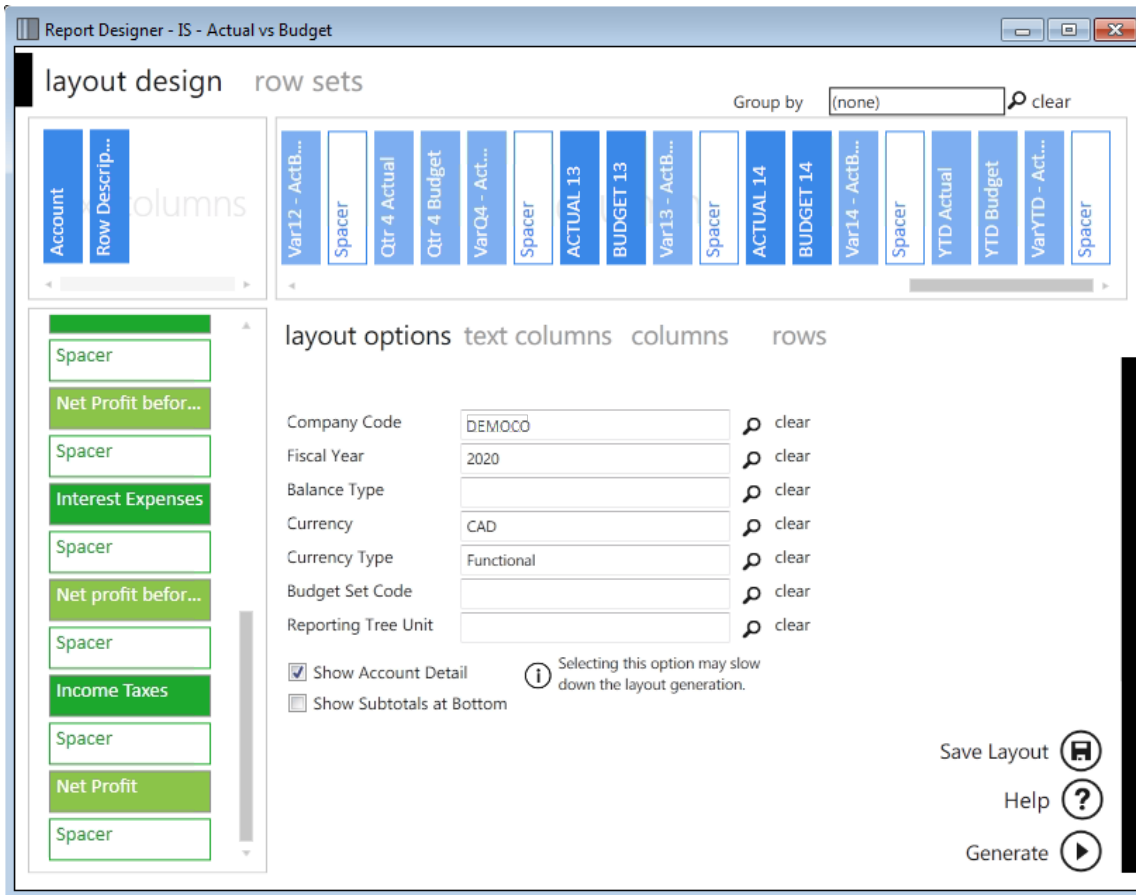 Report Designer - IS - Actual vs Budget
layout design row sets
Group by (none) clear
Account
Row Descrip...
columns
Var12 - ActB...
Spacer
Qtr 4 Actual
Qtr 4 Budget
VarQ4 - Act...
Spacer
ACTUAL 13
BUDGET 13
Var13 - ActB...
Spacer
ACTUAL 14
BUDGET 14
Var14 - ActB...
Spacer
YTD Actual
YTD Budget
VarYTD - Act...
Spacer
Spacer
Net Profit befor...
Spacer
Interest Expenses
Spacer
Net profit befor...
Spacer
Income Taxes
Spacer
Net Profit
Spacer
layout options text columns columns rows
Company Code DEMOCO clear
Fiscal Year 2020 clear
Balance Type clear
Currency CAD clear
Currency Type Functional clear
Budget Set Code clear
Reporting Tree Unit clear
Show Account Detail
Selecting this option may slow
down the layout generation.
Show Subtotals at Bottom
Save Layout
Help
Generate